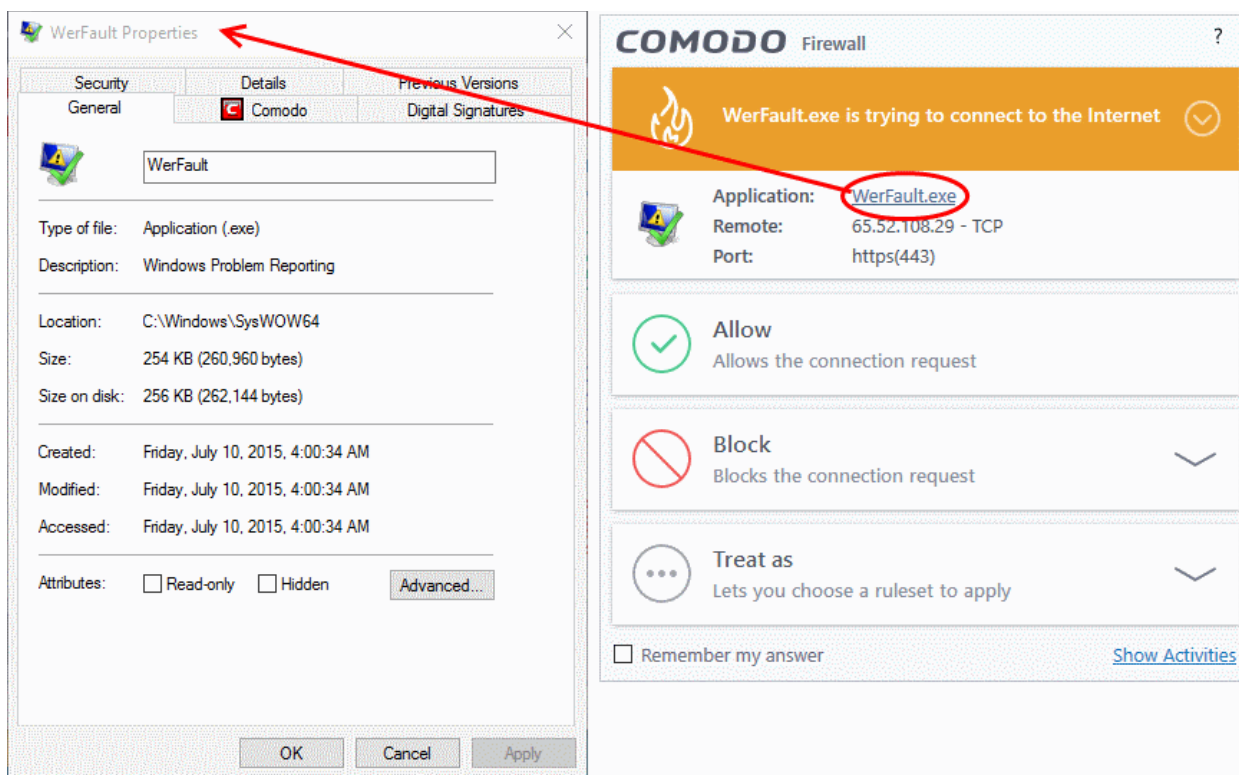 WerFault Properties
Security Details Previous Versions
General Comodo Digital Signatures
WerFault
Type of file: Application (.exe)
Description: Windows Problem Reporting
Location: C:\Windows\SysWOW64
Size: 254 KB (260,960 bytes)
Size on disk: 256 KB (262,144 bytes)
Created: Friday, July 10, 2015, 4:00:34 AM
Modified: Friday, July 10, 2015, 4:00:34 AM
Accessed: Friday, July 10, 2015, 4:00:34 AM
Attributes: Read-only Hidden Advanced...
OK Cancel Apply
COMODO Firewall ?
WerFault.exe is trying to connect to the Internet
Application: WerFault.exe
Remote: 65.52.108.29 - TCP
Port: https(443)
Allow
Allows the connection request
Block
Blocks the connection request
Treat as
Lets you choose a ruleset to apply
Remember my answer Show Activities